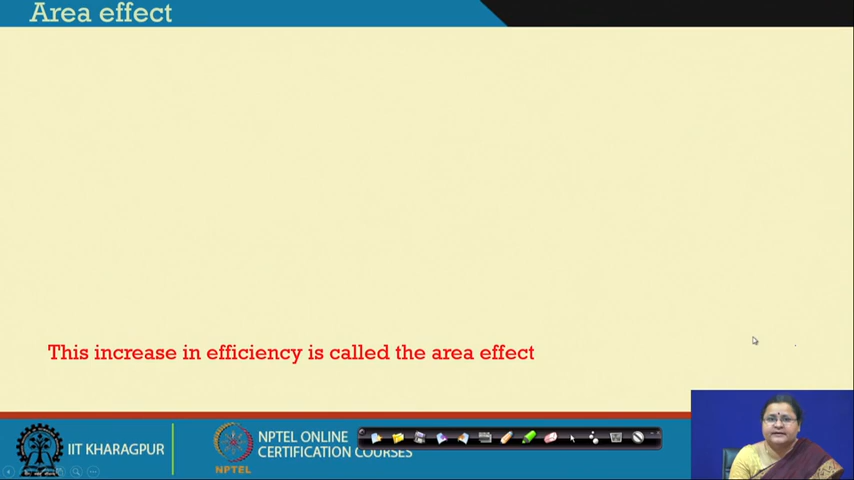 Area effect
This increase in efficiency is called the area effect
IIT KHARAGPUR
NPTEL
NPTEL ONLINE
CERTIFICATION COURSES